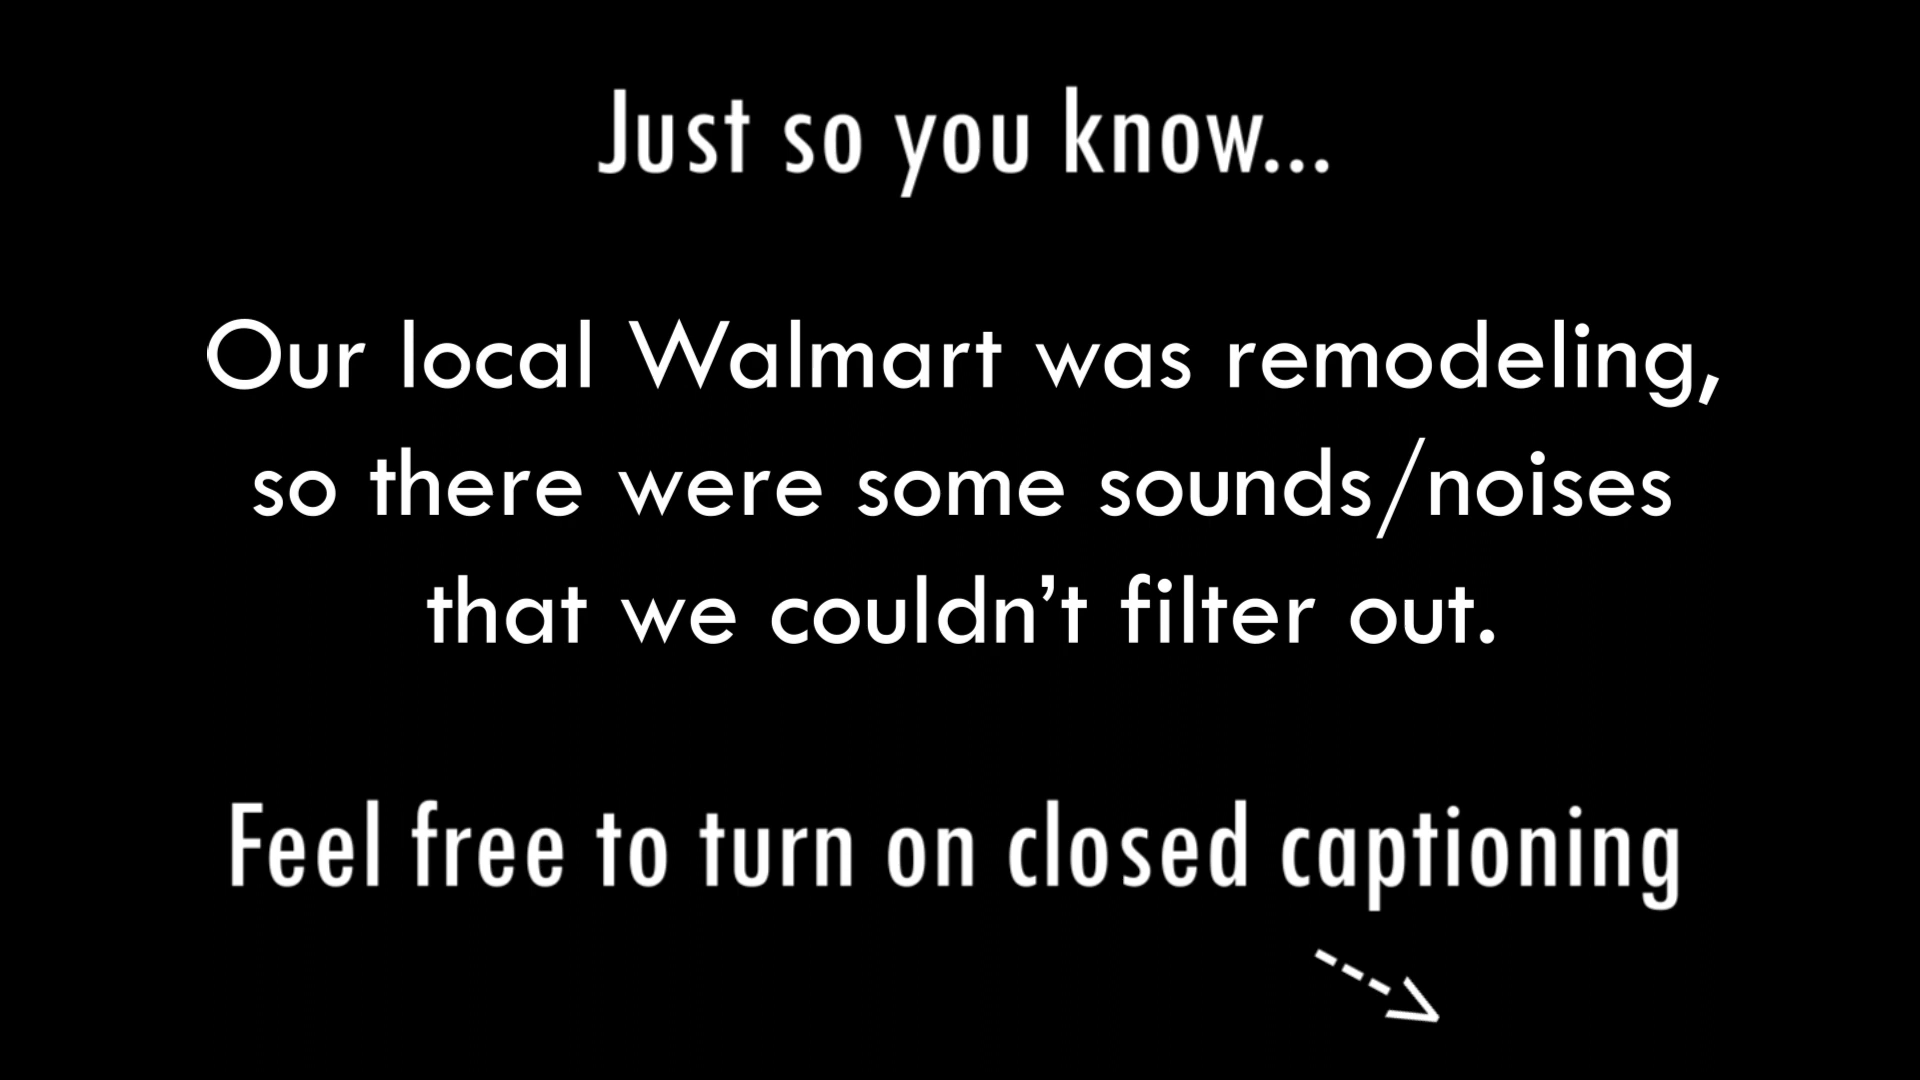 Just so you know...
Our local Walmart was remodeling,
so there were some sounds/noises
that we couldn’t filter out.
Feel free to turn on closed captioning